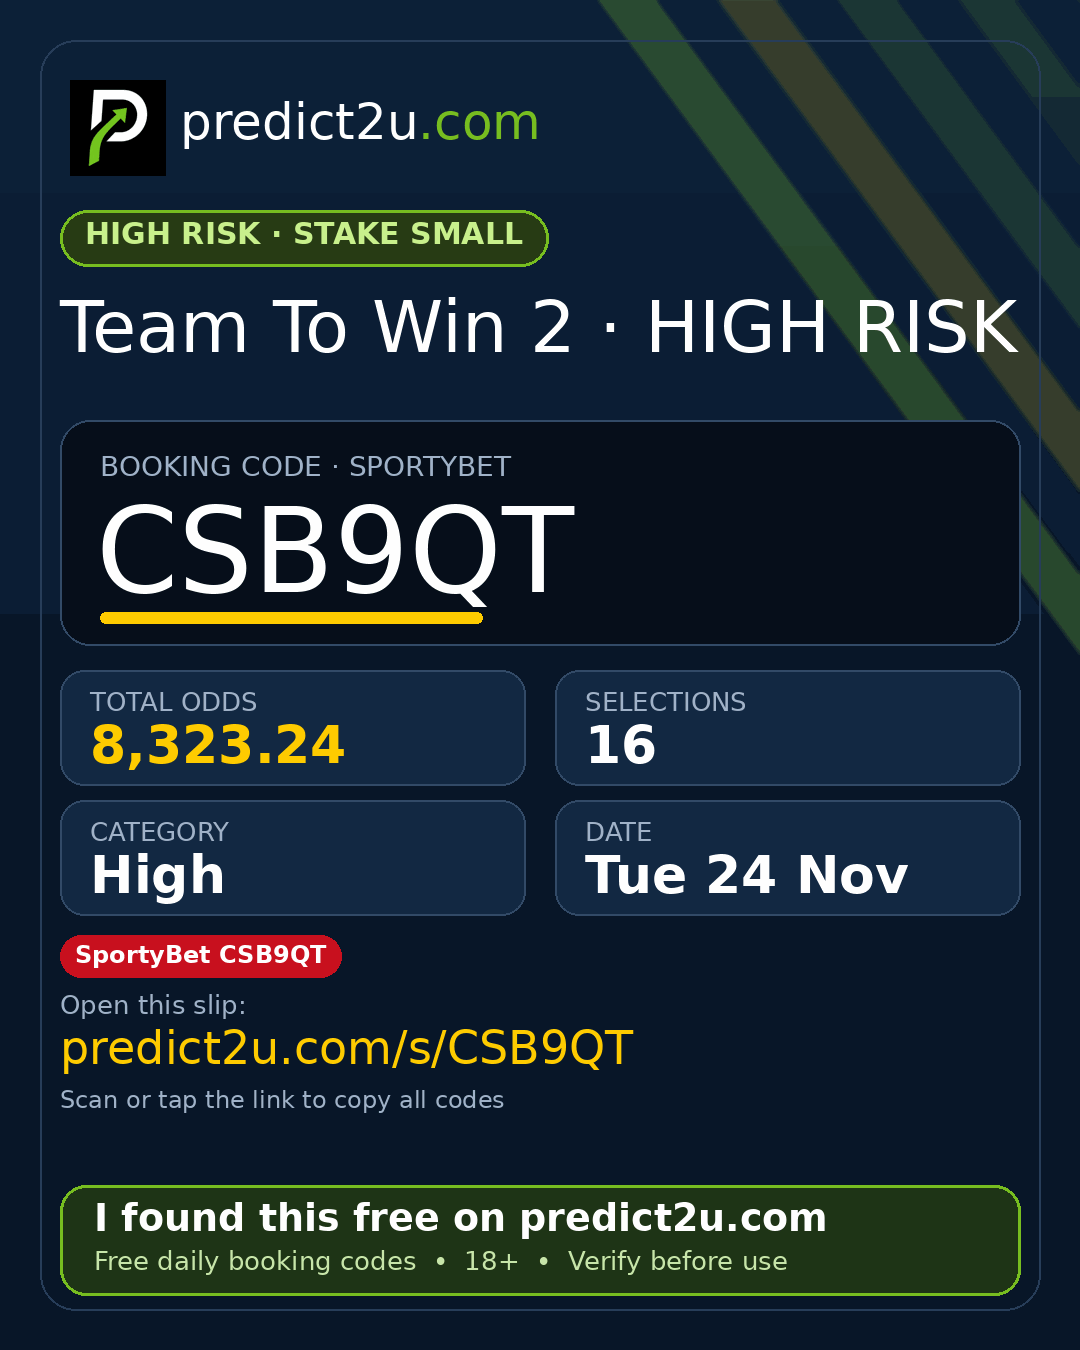 predict2u.com
HIGH RISK · STAKE SMALL
Team To Win 2 · HIGH RISK
BOOKING CODE · SPORTYBET
CSB9QT
TOTAL ODDS
8,323.24
SELECTIONS
16
CATEGORY
High
DATE
Tue 24 Nov
SportyBet CSB9QT
Open this slip:
predict2u.com/s/CSB9QT
Scan or tap the link to copy all codes
I found this free on predict2u.com
Free daily booking codes • 18+ • Verify before use